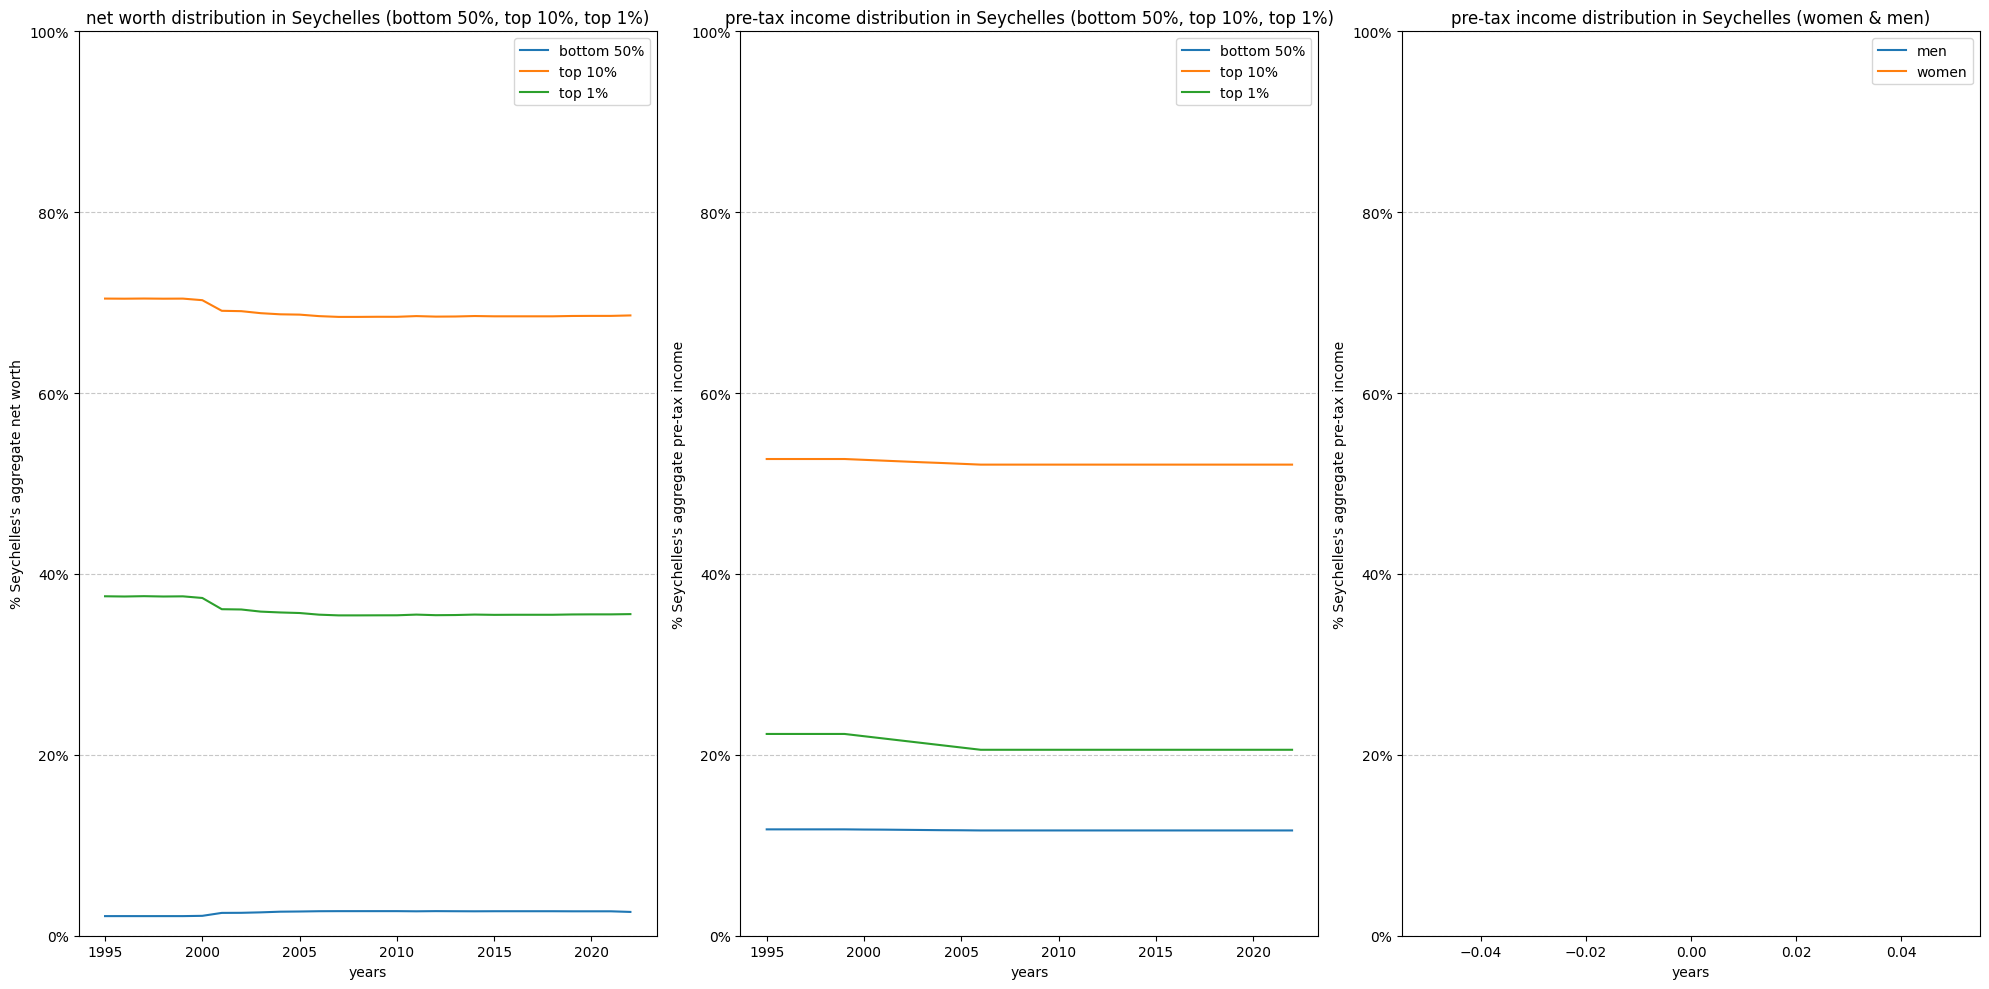 net worth distribution in Seychelles (bottom 50%, top 10%, top 1%)
% Seychelles's aggregate net worth
100%
80%
60%
40%
20%
0%
bottom 50%
top 10%
top 1%
1995
2000
2005
2010
2015
2020
years
pre-tax income distribution in Seychelles (bottom 50%, top 10%, top 1%)
% Seychelles's aggregate pre-tax income
100%
80%
60%
40%
20%
0%
bottom 50%
top 10%
top 1%
1995
2000
2005
2010
2015
2020
years
pre-tax income distribution in Seychelles (women & men)
% Seychelles's aggregate pre-tax income
100%
80%
60%
40%
20%
0%
men
women
−0.04
−0.02
0.00
0.02
0.04
years